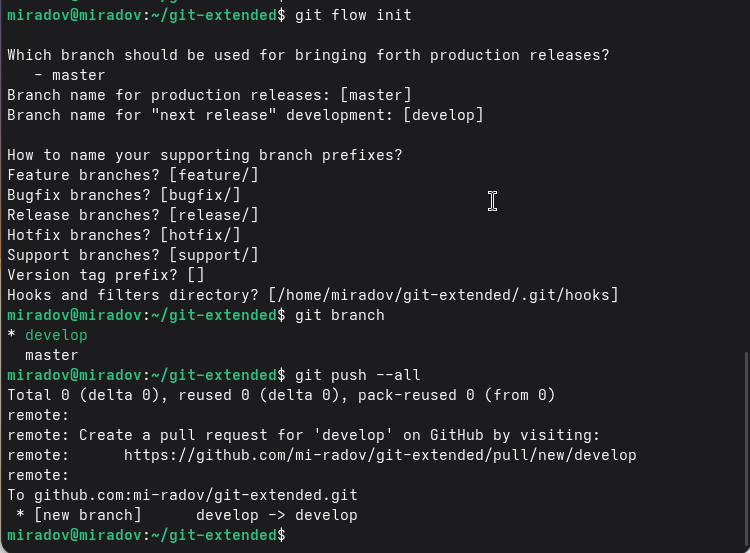 miradov@miradov:~/git-extended$ git flow init

Which branch should be used for bringing forth production releases?
   - master
Branch name for production releases: [master]
Branch name for "next release" development: [develop]

How to name your supporting branch prefixes?
Feature branches? [feature/]
Bugfix branches? [bugfix/]
Release branches? [release/]
Hotfix branches? [hotfix/]
Support branches? [support/]
Version tag prefix? []
Hooks and filters directory? [/home/miradov/git-extended/.git/hooks]
miradov@miradov:~/git-extended$ git branch
* develop
  master
miradov@miradov:~/git-extended$ git push --all
Total 0 (delta 0), reused 0 (delta 0), pack-reused 0 (from 0)
remote:
remote: Create a pull request for 'develop' on GitHub by visiting:
remote:      https://github.com/mi-radov/git-extended/pull/new/develop
remote:
To github.com:mi-radov/git-extended.git
 * [new branch]      develop -> develop
miradov@miradov:~/git-extended$